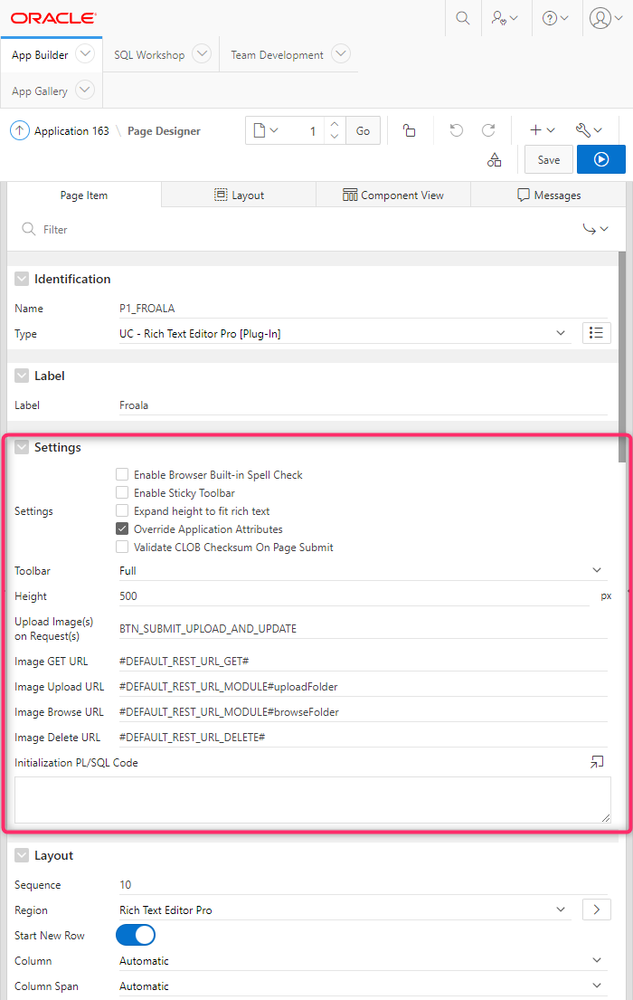 ORACLE
App Builder
SQL Workshop
Team Development
App Gallery
Application 163 \ Page Designer
1
Go
Save
Page Item
Layout
Component View
Messages
Filter
Identification
Name P1_FROALA
Type UC - Rich Text Editor Pro [Plug-In]
Label
Label Froala
Settings
Enable Browser Built-in Spell Check
Enable Sticky Toolbar
Settings Expand height to fit rich text
Override Application Attributes
Validate CLOB Checksum On Page Submit
Toolbar Full
Height 500 px
Upload Image(s)
on Request(s) BTN_SUBMIT_UPLOAD_AND_UPDATE
Image GET URL #DEFAULT_REST_URL_GET#
Image Upload URL #DEFAULT_REST_URL_MODULE#uploadFolder
Image Browse URL #DEFAULT_REST_URL_MODULE#browseFolder
Image Delete URL #DEFAULT_REST_URL_DELETE#
Initialization PL/SQL Code
Layout
Sequence 10
Region Rich Text Editor Pro
Start New Row
Column Automatic
Column Span Automatic